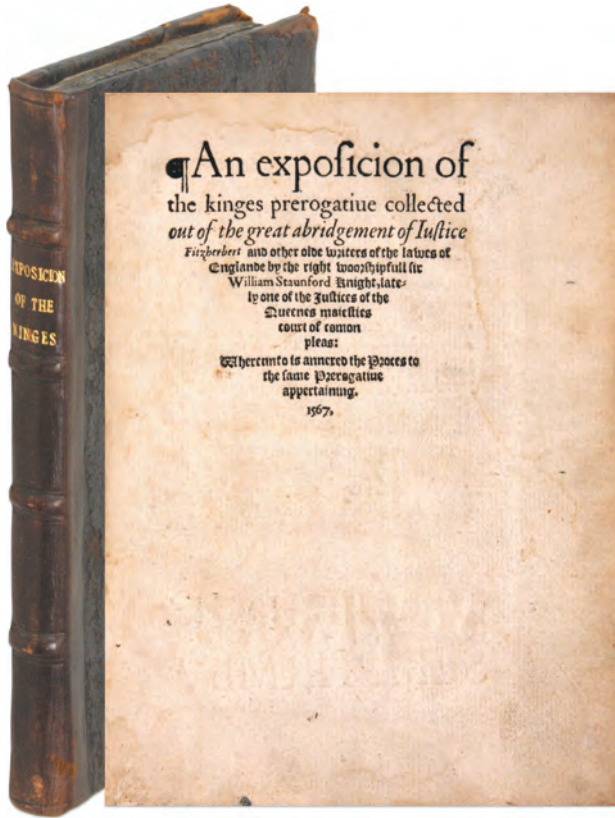 EXPOSICION
OF THE
KINGES
¶An expoſicion of
the kinges prerogatiue collected
out of the great abridgement of Iuſtice
Fitzherbert and other olde writers of the lawes of
Englande by the right woorſhipfull ſir
William Staunford Knight, late-
ly one of the Juſtices of the
Queenes maieſties
court of comon
pleas:
Whereunto is annexed the Proces to
the ſame Prerogatiue
appertaining.
1567.